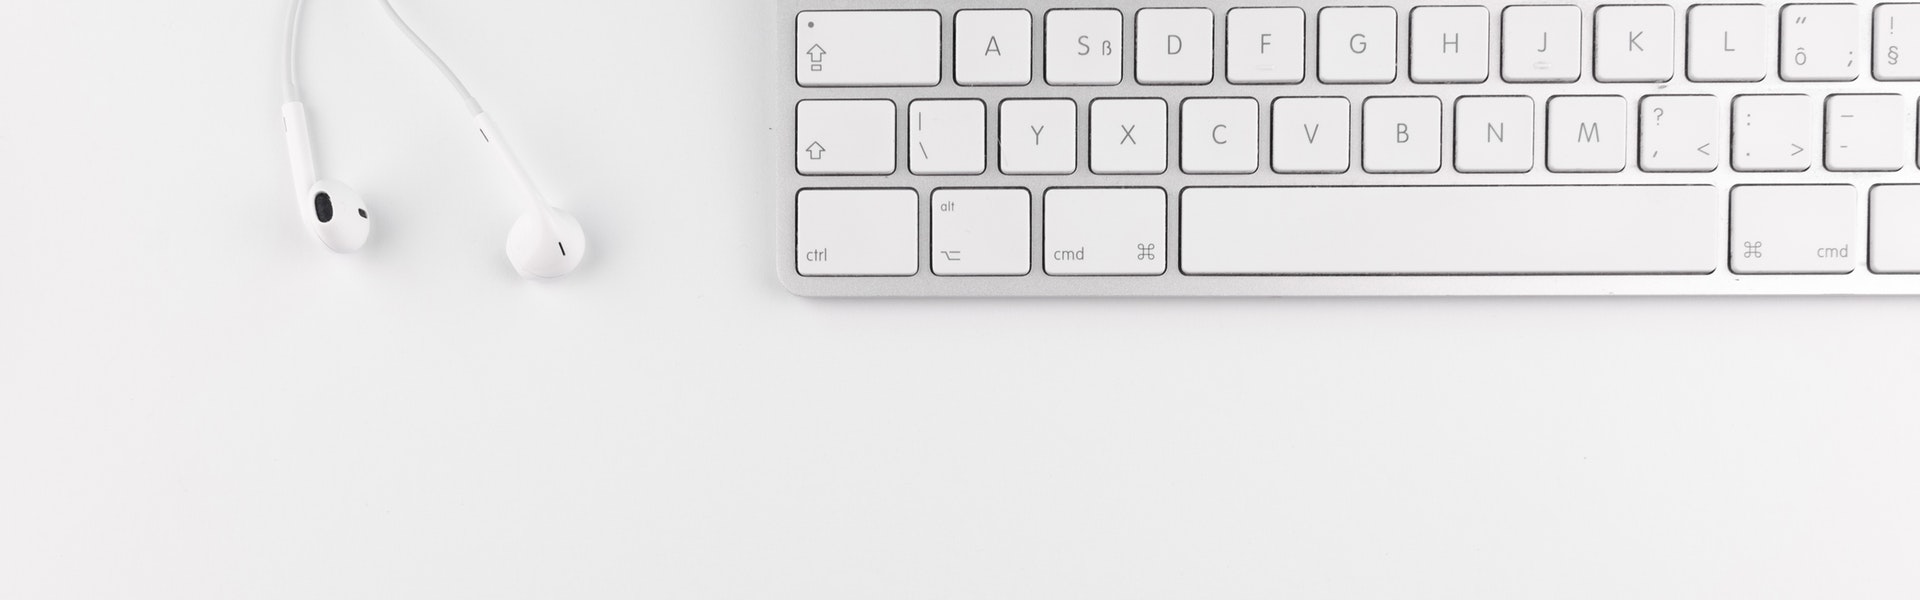 A S ß D F G H J K L “ ô ; ! §
| \ Y X C V B N M ? , < : . > – -
ctrl alt cmd ⌘ ⌘ cmd